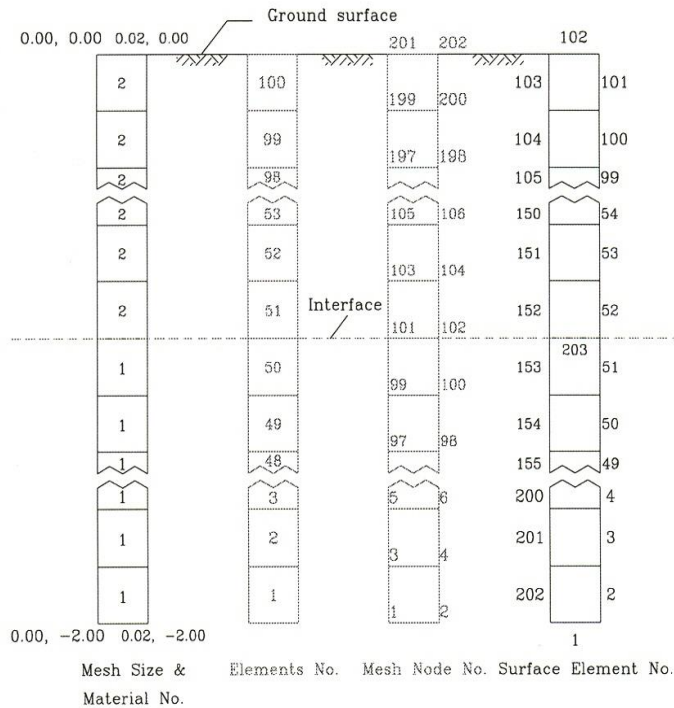 Ground surface
0.00, 0.00 0.02, 0.00 201 202 102
2 100 199 200 103 101
2 99 197 198 104 100
2 98 105 99
2 53 105 106 150 54
2 52 103 104 151 53
2 51 101 102 152 52
Interface
203
1 50 99 100 153 51
1 49 97 98 154 50
1 48 155 49
1 3 5 6 200 4
1 2 3 4 201 3
1 1 1 2 202 2
0.00, -2.00 0.02, -2.00 1
Mesh Size & Elements No. Mesh Node No. Surface Element No.
Material No.